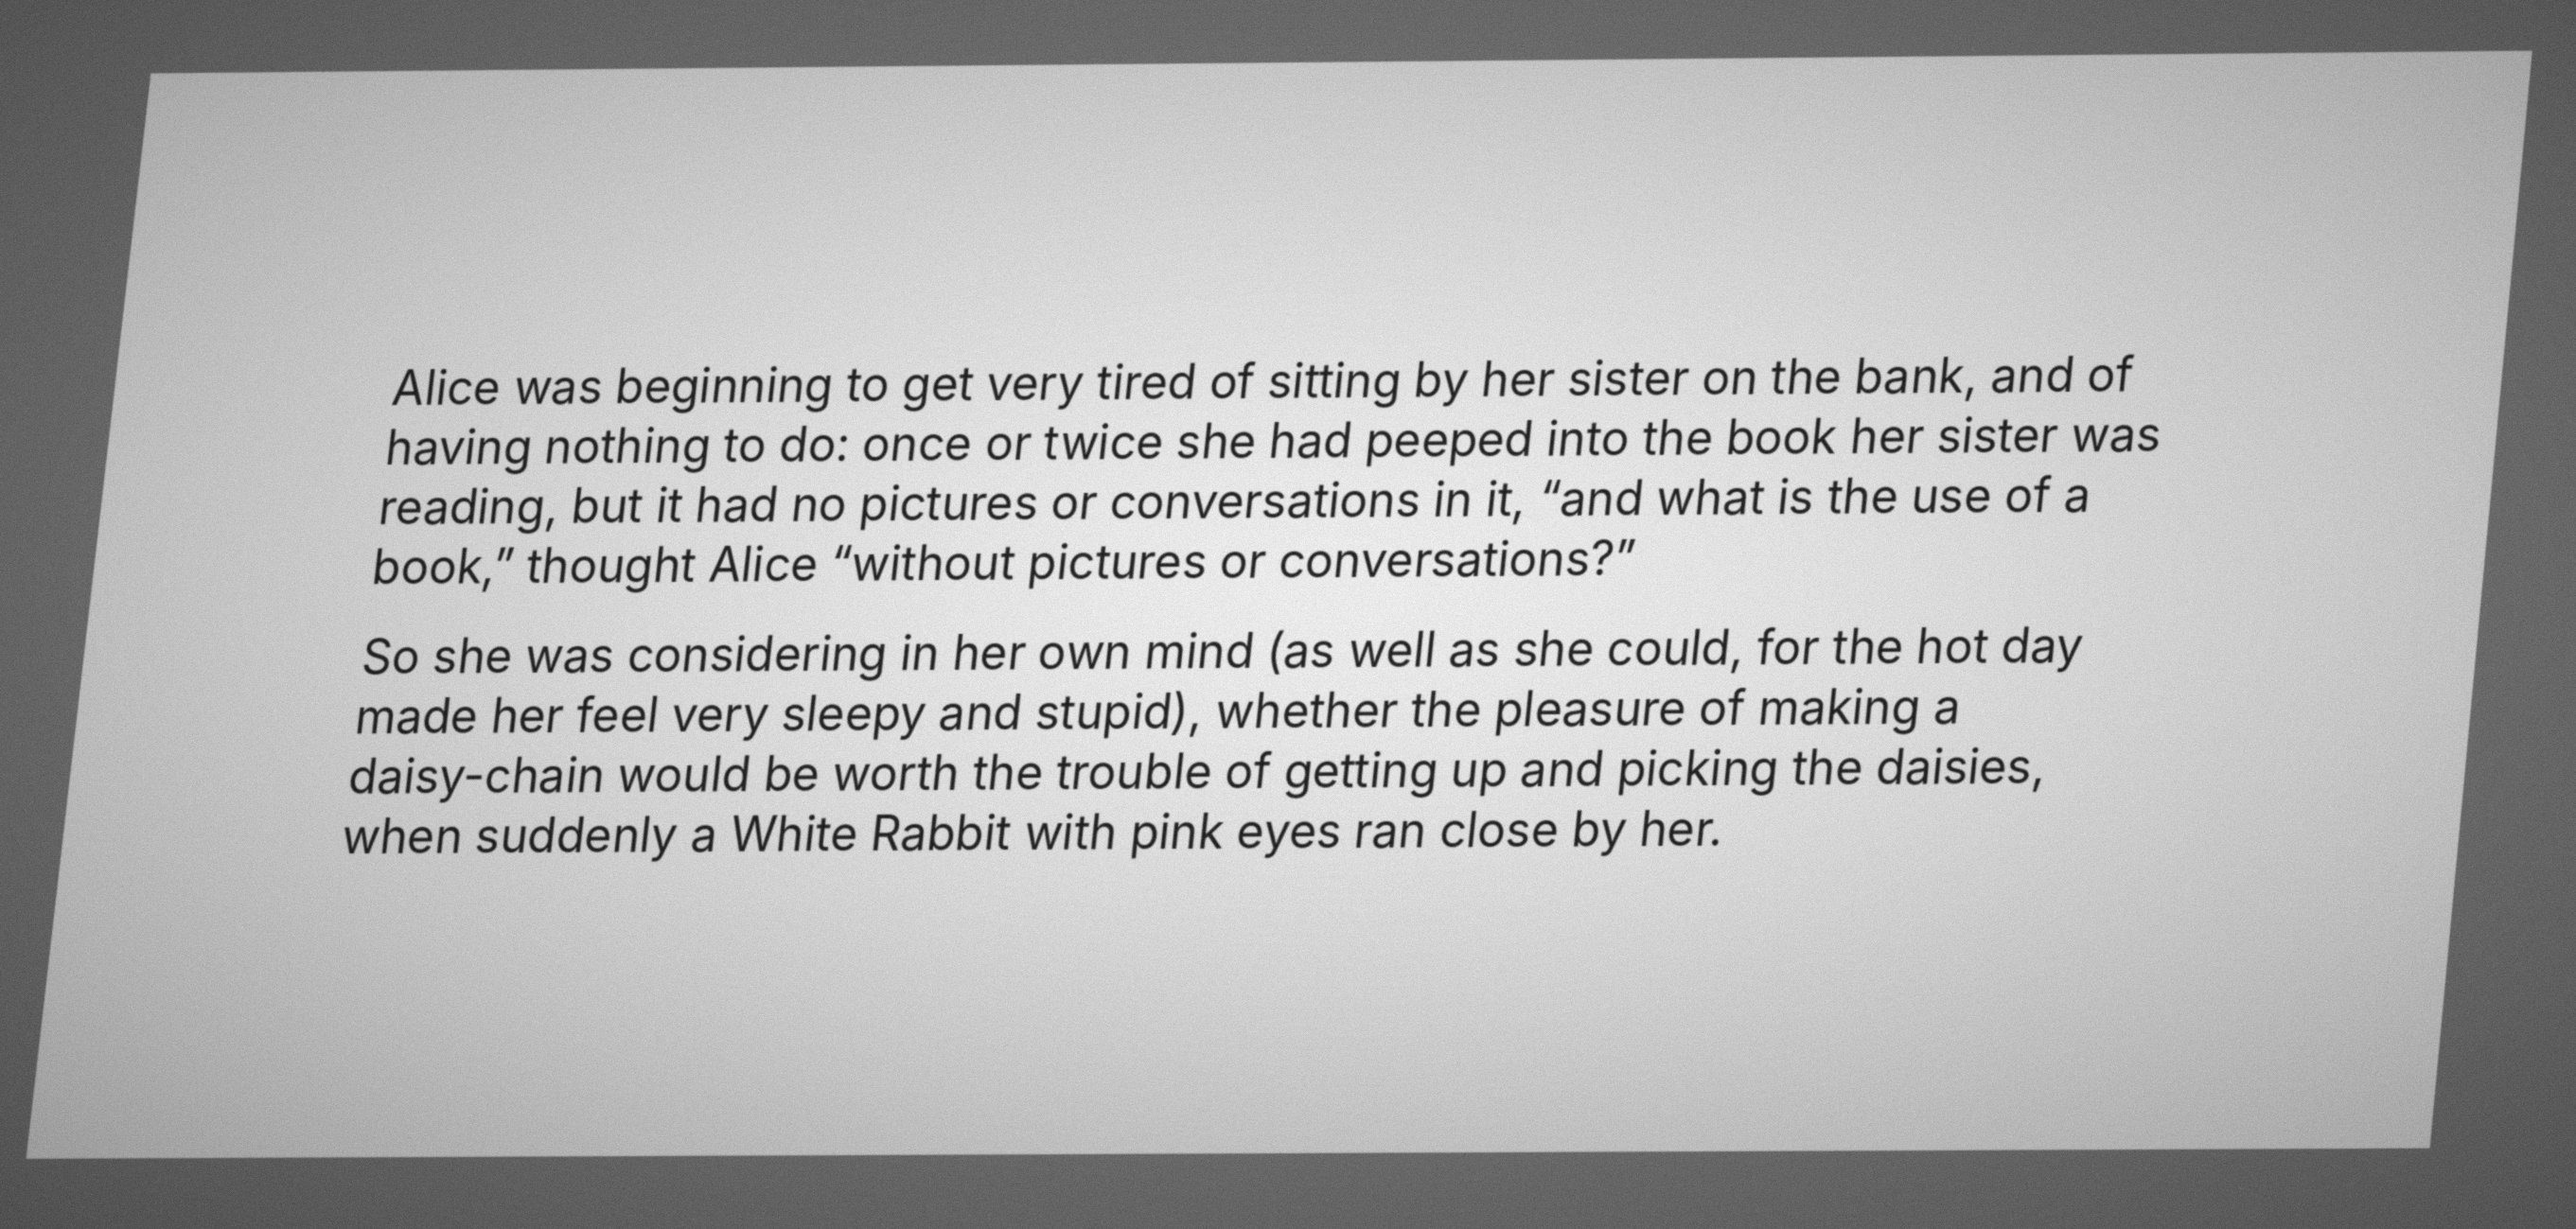 Alice was beginning to get very tired of sitting by her sister on the bank, and of
having nothing to do: once or twice she had peeped into the book her sister was
reading, but it had no pictures or conversations in it, “and what is the use of a
book,” thought Alice “without pictures or conversations?”
So she was considering in her own mind (as well as she could, for the hot day
made her feel very sleepy and stupid), whether the pleasure of making a
daisy-chain would be worth the trouble of getting up and picking the daisies,
when suddenly a White Rabbit with pink eyes ran close by her.